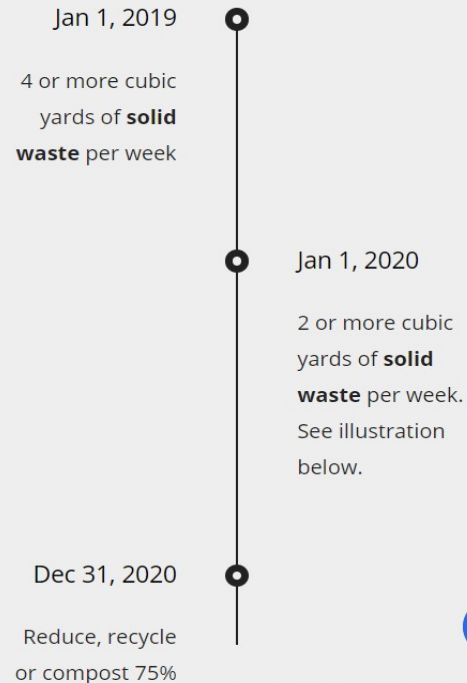 Jan 1, 2019
4 or more cubic
yards of solid
waste per week
Jan 1, 2020
2 or more cubic
yards of solid
waste per week.
See illustration
below.
Dec 31, 2020
Reduce, recycle
or compost 75%